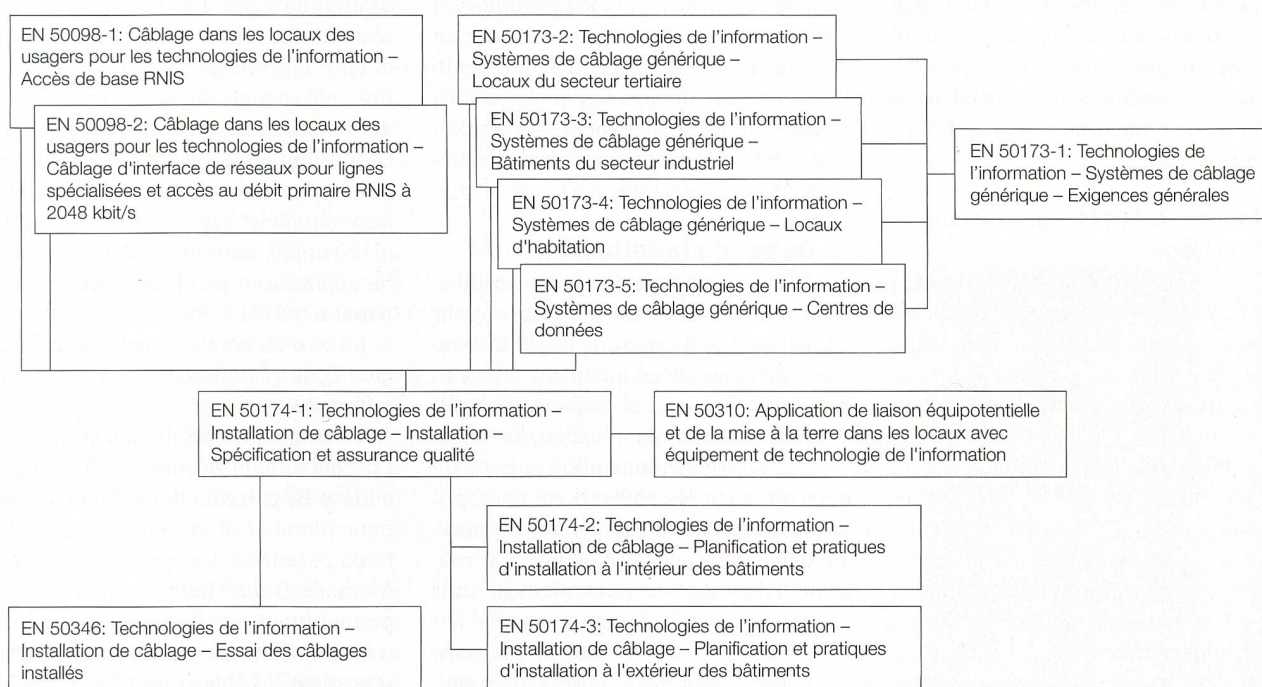 EN 50098-1: Câblage dans les locaux des
usagers pour les technologies de l'information –
Accès de base RNIS
EN 50098-2: Câblage dans les locaux des
usagers pour les technologies de l'information –
Câblage d'interface de réseaux pour lignes
spécialisées et accès au débit primaire RNIS à
2048 kbit/s
EN 50173-2: Technologies de l'information –
Systèmes de câblage générique –
Locaux du secteur tertiaire
EN 50173-3: Technologies de l'information –
Systèmes de câblage générique –
Bâtiments du secteur industriel
EN 50173-4: Technologies de l'information –
Systèmes de câblage générique – Locaux
d'habitation
EN 50173-5: Technologies de l'information –
Systèmes de câblage générique – Centres de
données
EN 50173-1: Technologies de
l'information – Systèmes de câblage
générique – Exigences générales
EN 50174-1: Technologies de l'information –
Installation de câblage – Installation –
Spécification et assurance qualité
EN 50310: Application de liaison équipotentielle
et de la mise à la terre dans les locaux avec
équipement de technologie de l'information
EN 50174-2: Technologies de l'information –
Installation de câblage – Planification et pratiques
d'installation à l'intérieur des bâtiments
EN 50346: Technologies de l'information –
Installation de câblage – Essai des câblages
installés
EN 50174-3: Technologies de l'information –
Installation de câblage – Planification et pratiques
d'installation à l'extérieur des bâtiments